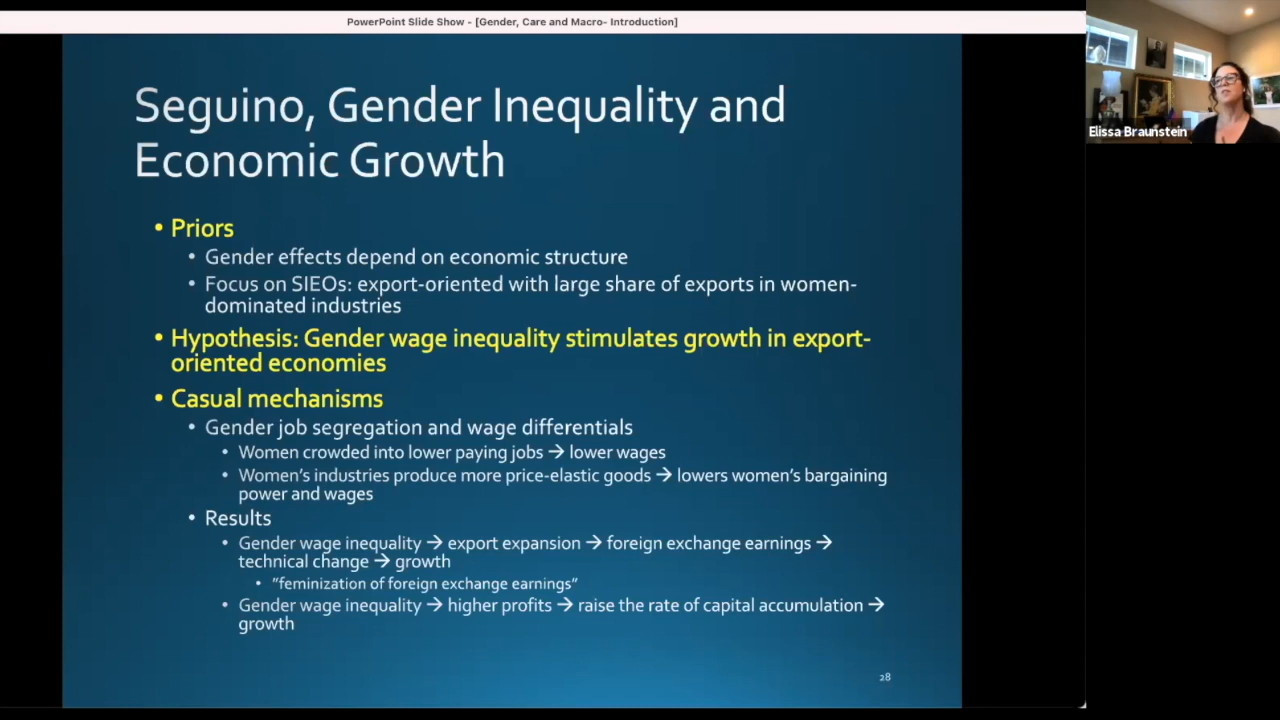 PowerPoint Slide Show - [Gender, Care and Macro- Introduction]
Seguino, Gender Inequality and
Economic Growth
• Priors
• Gender effects depend on economic structure
• Focus on SIEOs: export-oriented with large share of exports in women-
dominated industries
• Hypothesis: Gender wage inequality stimulates growth in export-
oriented economies
• Casual mechanisms
• Gender job segregation and wage differentials
• Women crowded into lower paying jobs → lower wages
• Women’s industries produce more price-elastic goods → lowers women’s bargaining
power and wages
• Results
• Gender wage inequality → export expansion → foreign exchange earnings →
technical change → growth
• ”feminization of foreign exchange earnings”
• Gender wage inequality → higher profits → raise the rate of capital accumulation →
growth
28
Elissa Braunstein